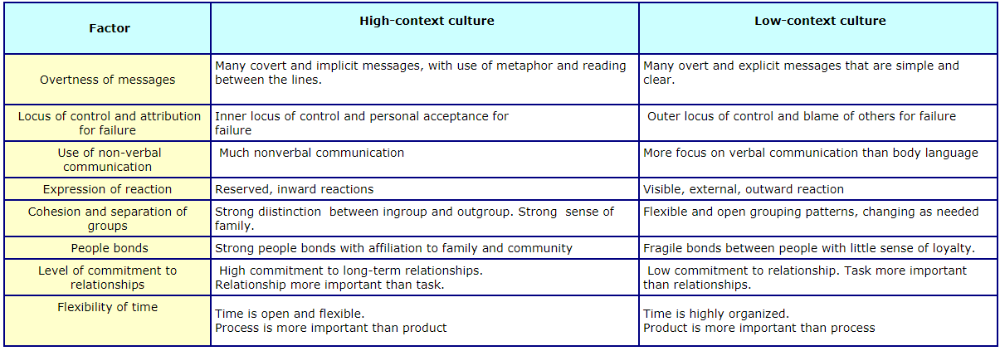 Factor
High-context culture
Low-context culture
Overtness of messages
Many covert and implicit messages, with use of metaphor and reading
between the lines.
Many overt and explicit messages that are simple and
clear.
Locus of control and attribution
for failure
Inner locus of control and personal acceptance for
failure
Outer locus of control and blame of others for failure
Use of non-verbal
communication
Much nonverbal communication
More focus on verbal communication than body language
Expression of reaction
Reserved, inward reactions
Visible, external, outward reaction
Cohesion and separation of
groups
Strong diistinction between ingroup and outgroup. Strong sense of
family.
Flexible and open grouping patterns, changing as needed
People bonds
Strong people bonds with affiliation to family and community
Fragile bonds between people with little sense of loyalty.
Level of commitment to
relationships
High commitment to long-term relationships.
Relationship more important than task.
Low commitment to relationship. Task more important
than relationships.
Flexibility of time
Time is open and flexible.
Process is more important than product
Time is highly organized.
Product is more important than process